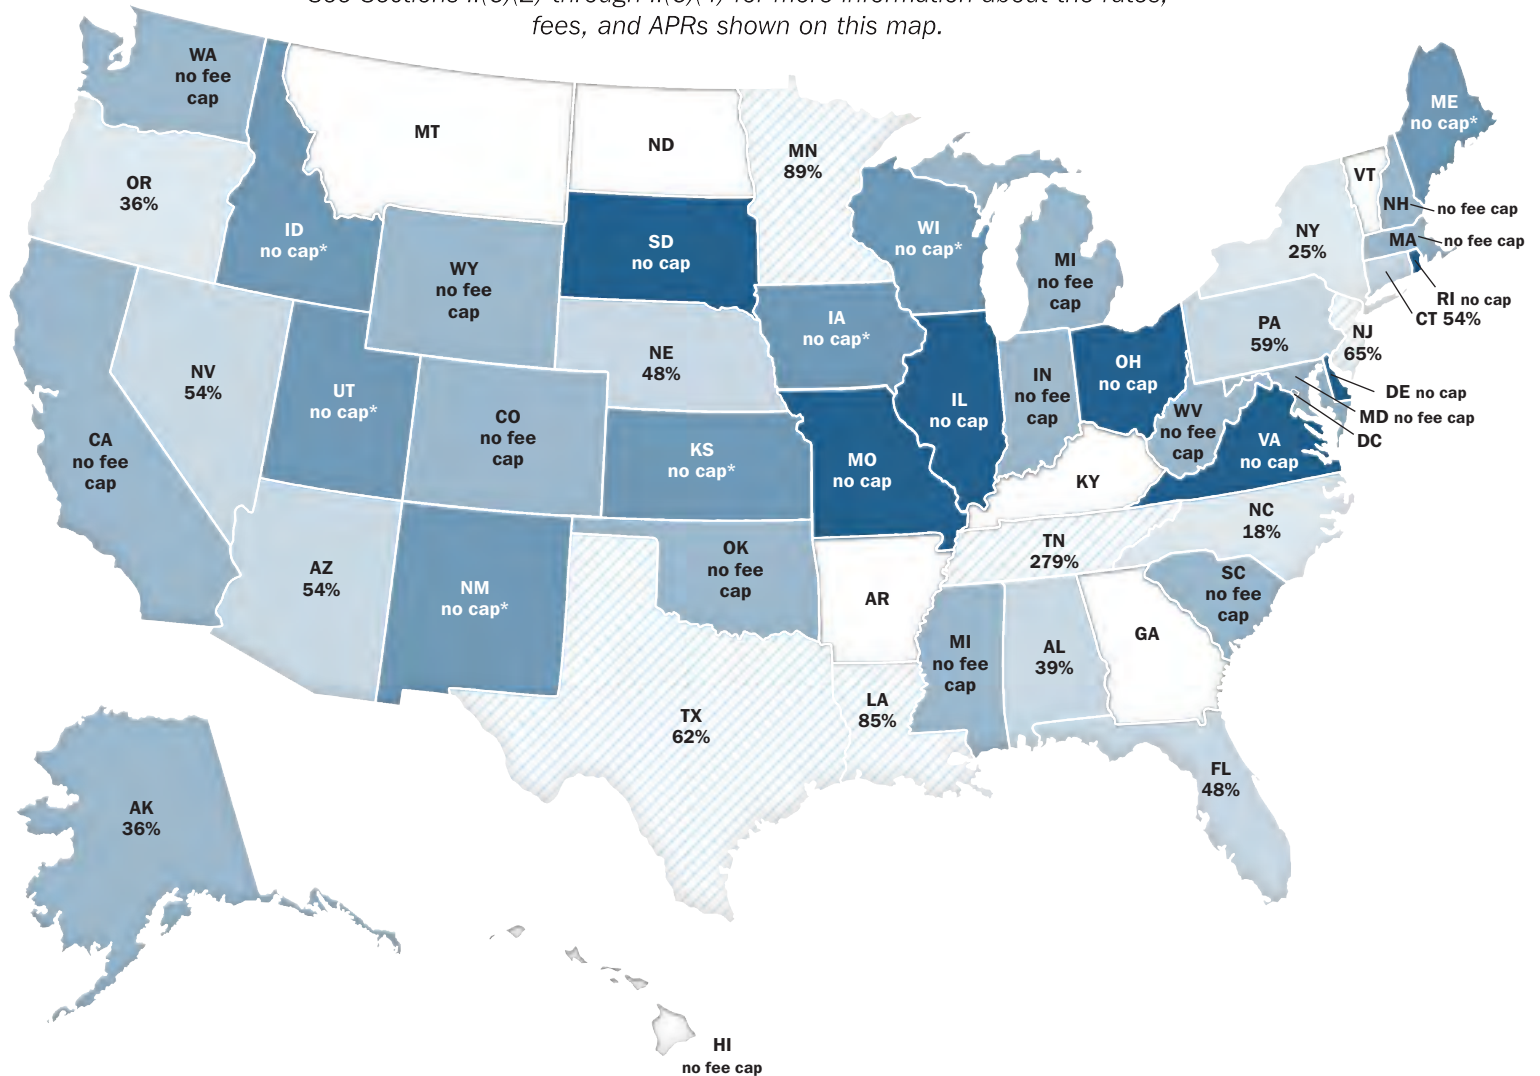 fees, and APRs shown on this map.
WA
no fee
cap
MT
ND
MN
89%
ME
no cap*
OR
36%
ID
no cap*
SD
no cap
WI
no cap*
VT
NH
no fee cap
NY
25%
MA
no fee cap
WY
no fee
cap
MI
no fee
cap
RI no cap
CT 54%
IA
no cap*
PA
59%
NJ
65%
NV
54%
UT
no cap*
NE
48%
CO
no fee
cap
IL
no cap
IN
no fee
cap
OH
no cap
DE no cap
MD no fee cap
DC
WV
no fee
cap
VA
no cap
CA
no fee
cap
KS
no cap*
MO
no cap
KY
NC
18%
TN
279%
AZ
54%
NM
no cap*
OK
no fee
cap
AR
SC
no fee
cap
MI
no fee
cap
AL
39%
GA
TX
62%
LA
85%
FL
48%
AK
36%
HI
no fee cap